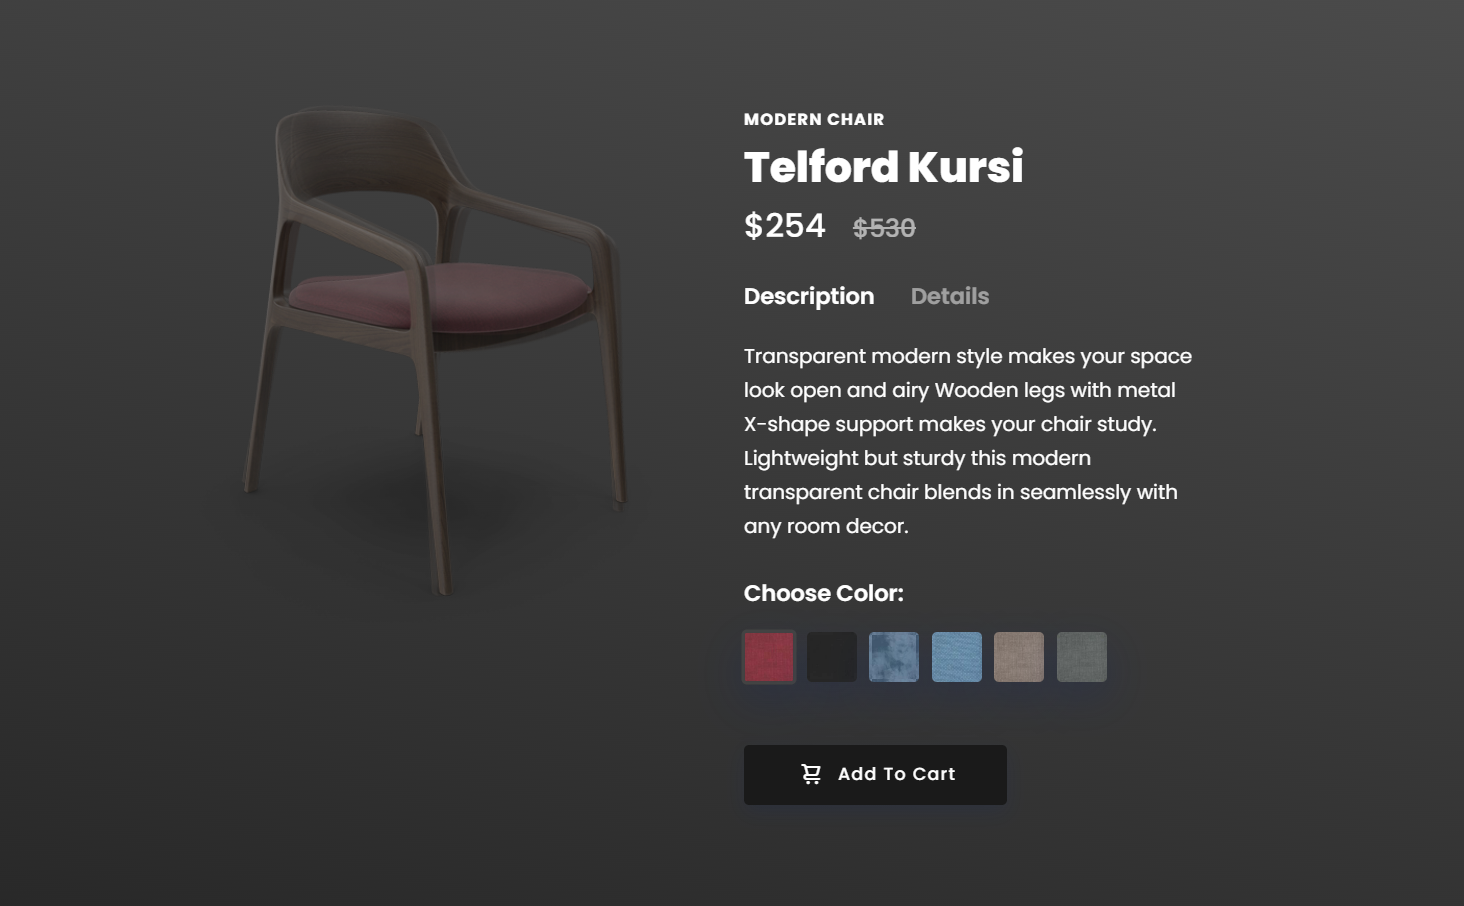 MODERN CHAIR
Telford Kursi
$254 $530
Description Details
Transparent modern style makes your space
look open and airy Wooden legs with metal
X-shape support makes your chair study.
Lightweight but sturdy this modern
transparent chair blends in seamlessly with
any room decor.
Choose Color:
Add To Cart